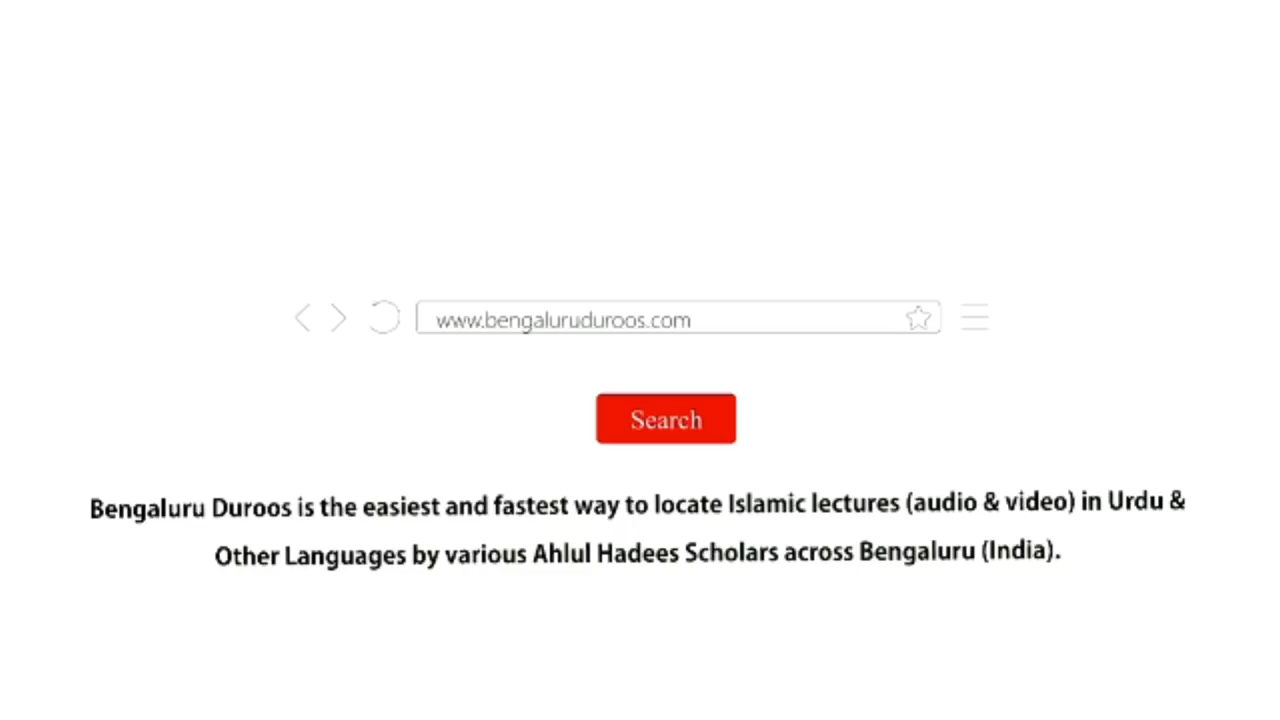 www.bengaluruduroos.com
Search
Bengaluru Duroos is the easiest and fastest way to locate Islamic lectures (audio & video) in Urdu &
Other Languages by various Ahlul Hadees Scholars across Bengaluru (India).